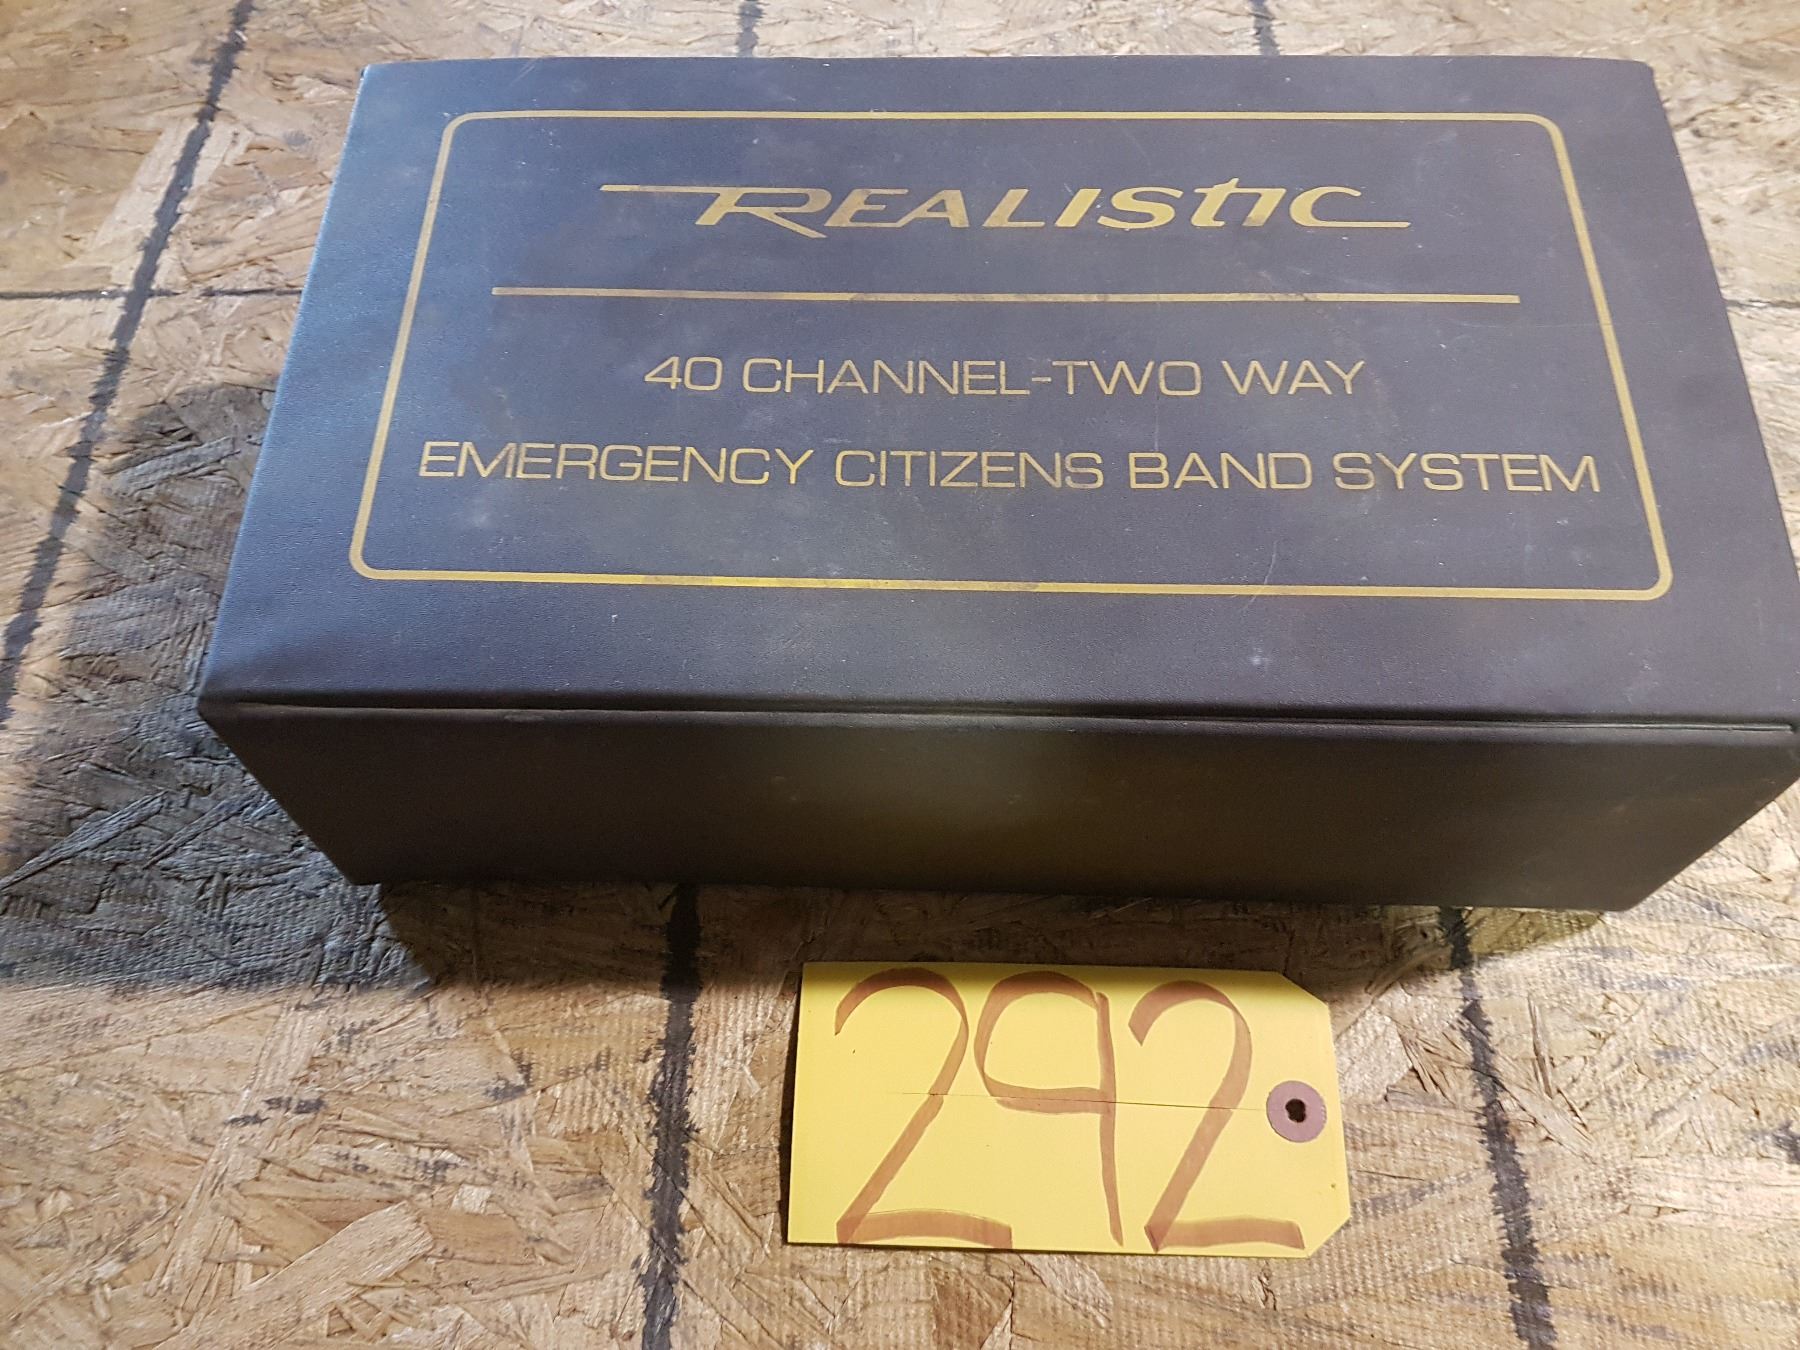 REALISTIC
40 CHANNEL-TWO WAY
EMERGENCY CITIZENS BAND SYSTEM
292